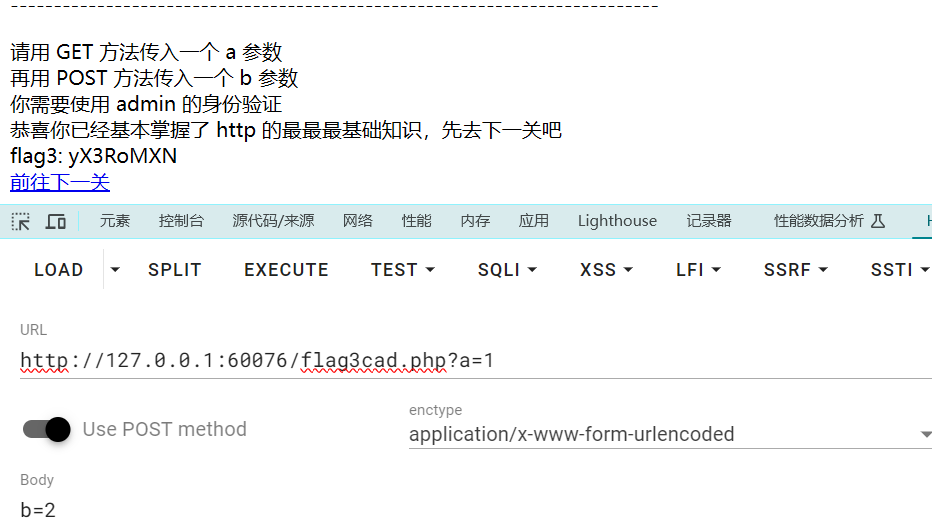 ---------------------------------------------------------------------------
请用 GET 方法传入一个 a 参数
再用 POST 方法传入一个 b 参数
你需要使用 admin 的身份验证
恭喜你已经基本掌握了 http 的最最最基础知识，先去下一关吧
flag3: yX3RoMXN
前往下一关
元素 控制台 源代码/来源 网络 性能 内存 应用 Lighthouse 记录器 性能数据分析
LOAD SPLIT EXECUTE TEST SQLI XSS LFI SSRF SSTI
URL
http://127.0.0.1:60076/flag3cad.php?a=1
Use POST method
enctype
application/x-www-form-urlencoded
Body
b=2